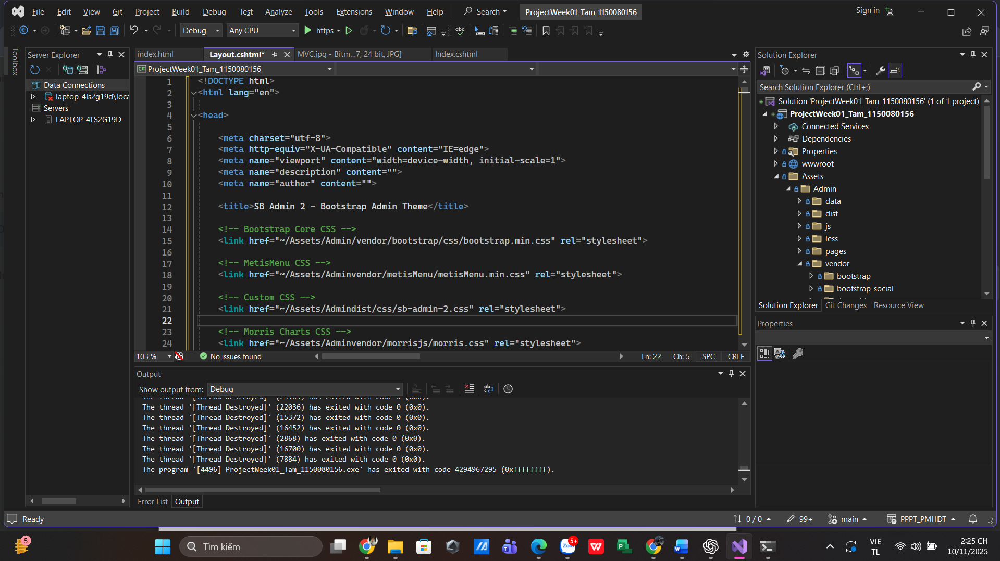 File Edit View Git Project Build Debug Test Analyze Tools Extensions Window Help Search ProjectWeek01_Tam_1150080156 Sign in
Debug Any CPU https
Toolbox
Server Explorer
Data Connections
laptop-4ls2g19d\loca
Servers
LAPTOP-4LS2G19D
index.html _Layout.cshtml* MVC.jpg - Bitm...7, 24 bit, JPG] Index.cshtml
ProjectWeek01_Tam_1150080156
1 <!DOCTYPE html>
2 <html lang="en">
3
4 <head>
5
6 <meta charset="utf-8">
7 <meta http-equiv="X-UA-Compatible" content="IE=edge">
8 <meta name="viewport" content="width=device-width, initial-scale=1">
9 <meta name="description" content="">
10 <meta name="author" content="">
11
12 <title>SB Admin 2 - Bootstrap Admin Theme</title>
13
14 <!-- Bootstrap Core CSS -->
15 <link href="~/Assets/Admin/vendor/bootstrap/css/bootstrap.min.css" rel="stylesheet">
16
17 <!-- MetisMenu CSS -->
18 <link href="~/Assets/Adminvendor/metisMenu/metisMenu.min.css" rel="stylesheet">
19
20 <!-- Custom CSS -->
21 <link href="~/Assets/Admindist/css/sb-admin-2.css" rel="stylesheet">
22
23 <!-- Morris Charts CSS -->
24 <link href="~/Assets/Adminvendor/morrisjs/morris.css" rel="stylesheet">
103 % No issues found Ln: 22 Ch: 5 SPC CRLF
Output
Show output from: Debug
The thread '[Thread Destroyed]' has exited with code 0 (0x0).
The thread '[Thread Destroyed]' (22036) has exited with code 0 (0x0).
The thread '[Thread Destroyed]' (15372) has exited with code 0 (0x0).
The thread '[Thread Destroyed]' (16452) has exited with code 0 (0x0).
The thread '[Thread Destroyed]' (2868) has exited with code 0 (0x0).
The thread '[Thread Destroyed]' (16700) has exited with code 0 (0x0).
The thread '[Thread Destroyed]' (7884) has exited with code 0 (0x0).
The program '[4496] ProjectWeek01_Tam_1150080156.exe' has exited with code 4294967295 (0xffffffff).
Error List Output
Solution Explorer
Search Solution Explorer (Ctrl+;)
Solution 'ProjectWeek01_Tam_1150080156' (1 of 1 project)
ProjectWeek01_Tam_1150080156
Connected Services
Dependencies
Properties
wwwroot
Assets
Admin
data
dist
js
less
pages
vendor
bootstrap
bootstrap-social
Solution Explorer Git Changes Resource View
Properties
Ready 0 / 0 99+ main PPPT_PMHDT
5 Tìm kiếm Zalo 5+ VIE
TL
2:25 CH
10/11/2025